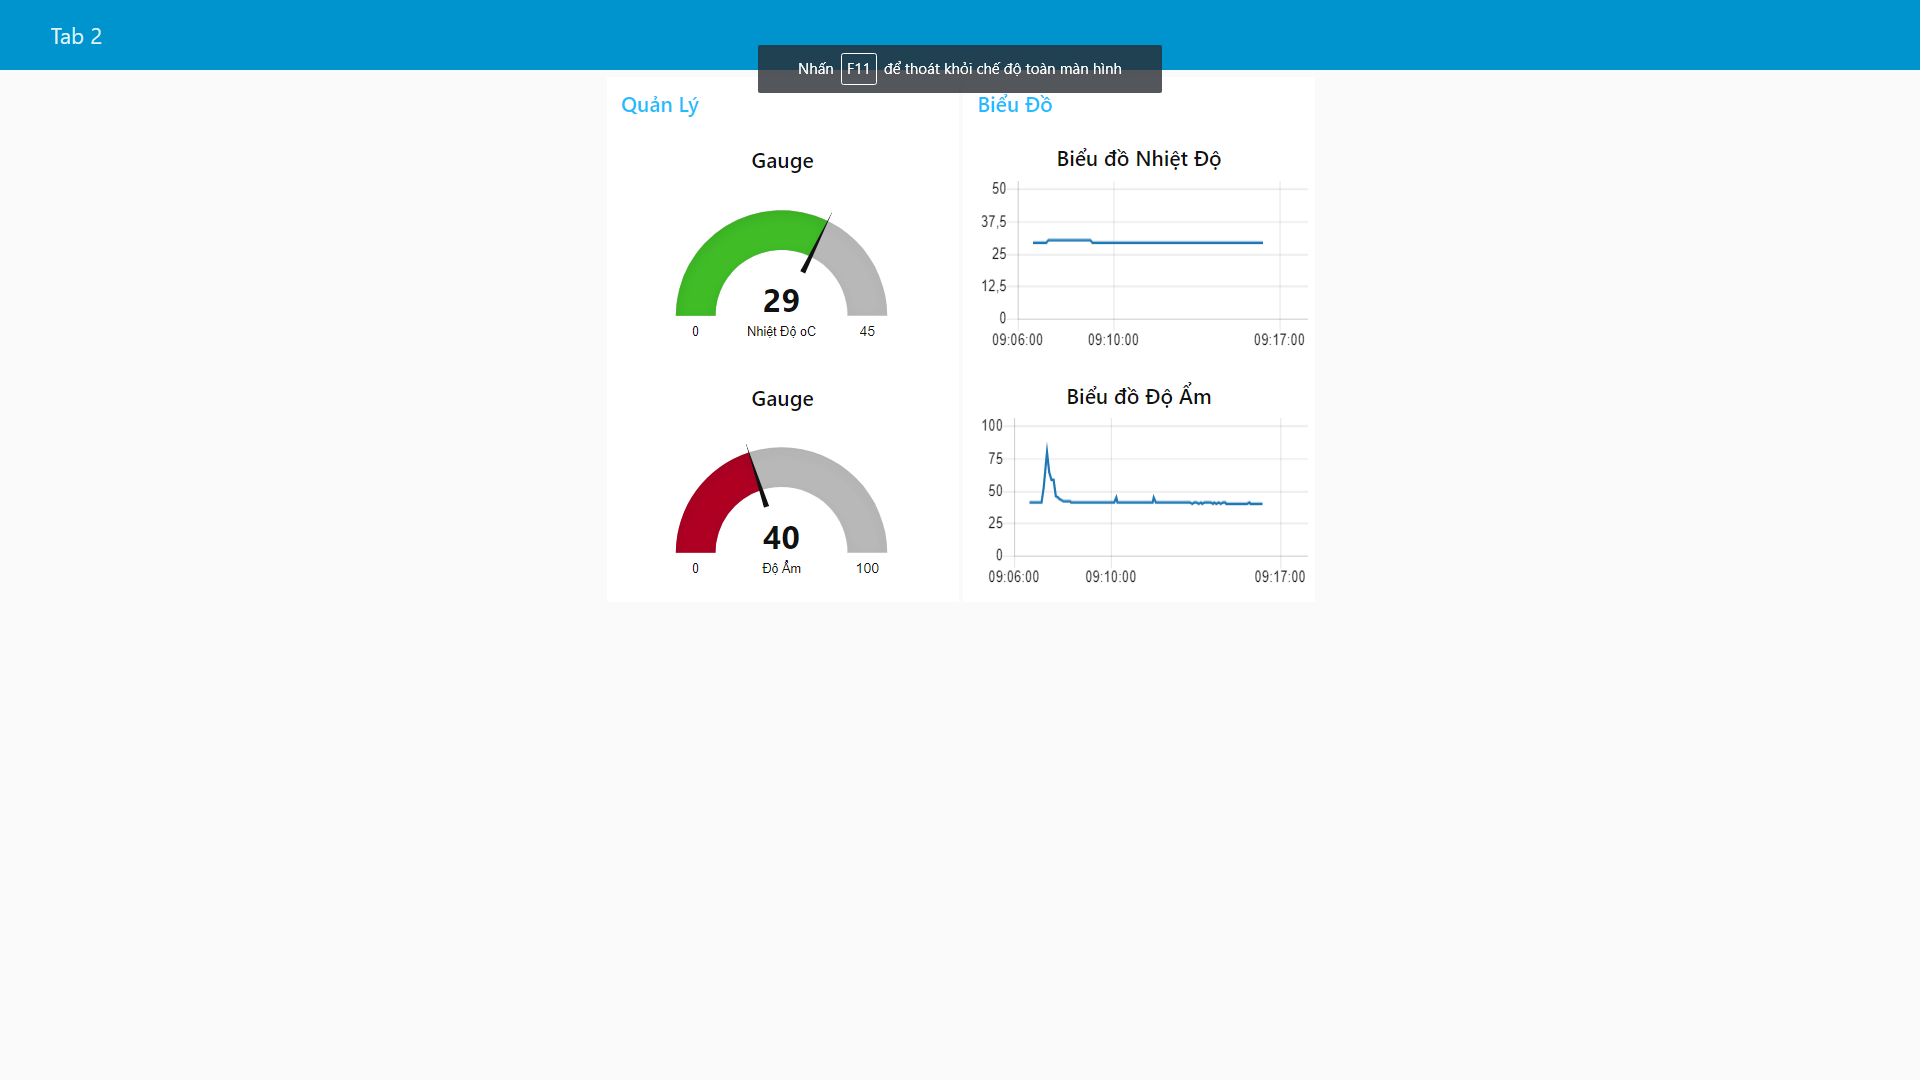 Tab 2
Nhấn F11 để thoát khỏi chế độ toàn màn hình
Quản Lý
Gauge
29
0
Nhiệt Độ oC
45
Gauge
40
0
Độ Ẩm
100
Biểu Đồ
Biểu đồ Nhiệt Độ
50
37,5
25
12,5
0
09:06:00
09:10:00
09:17:00
Biểu đồ Độ Ẩm
100
75
50
25
0
09:06:00
09:10:00
09:17:00